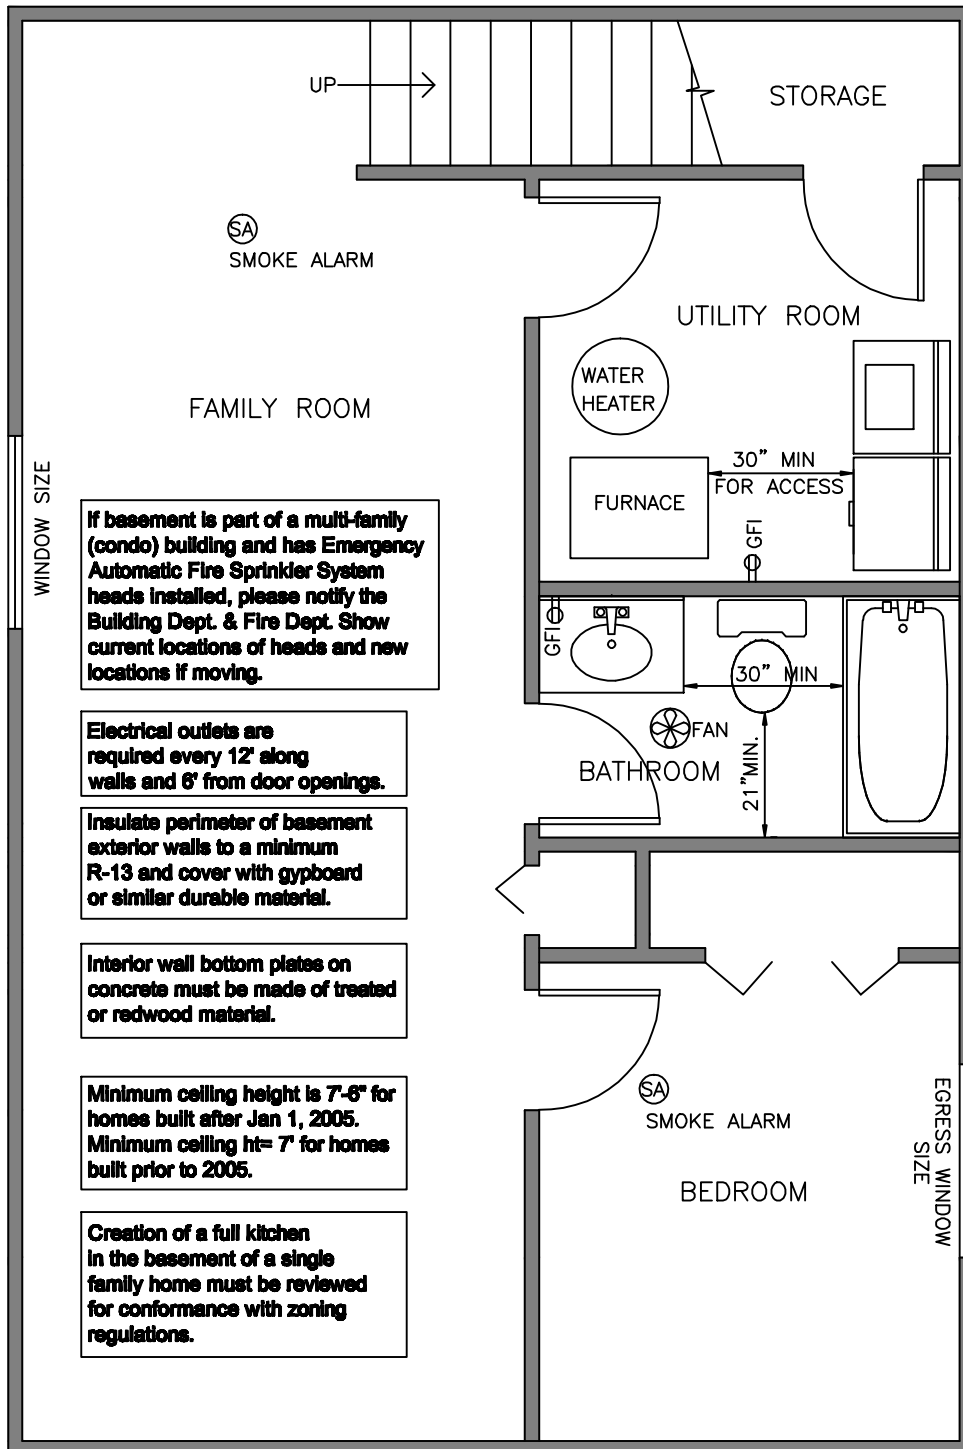 UP
STORAGE
SA
SMOKE ALARM
UTILITY ROOM
WATER
HEATER
FAMILY ROOM
WINDOW SIZE
30" MIN
FOR ACCESS
FURNACE
GFI
If basement is part of a multi-family
(condo) building and has Emergency
Automatic Fire Sprinkler System
heads installed, please notify the
Building Dept. & Fire Dept. Show
current locations of heads and new
locations if moving.
GFI
30" MIN
FAN
BATHROOM
21"MIN.
Electrical outlets are
required every 12' along
walls and 6' from door openings.
Insulate perimeter of basement
exterior walls to a minimum
R-13 and cover with gypboard
or similar durable material.
Interior wall bottom plates on
concrete must be made of treated
or redwood material.
Minimum ceiling height is 7'-6" for
homes built after Jan 1, 2005.
Minimum ceiling ht= 7' for homes
built prior to 2005.
SA
SMOKE ALARM
BEDROOM
EGRESS WINDOW
SIZE
Creation of a full kitchen
in the basement of a single
family home must be reviewed
for conformance with zoning
regulations.